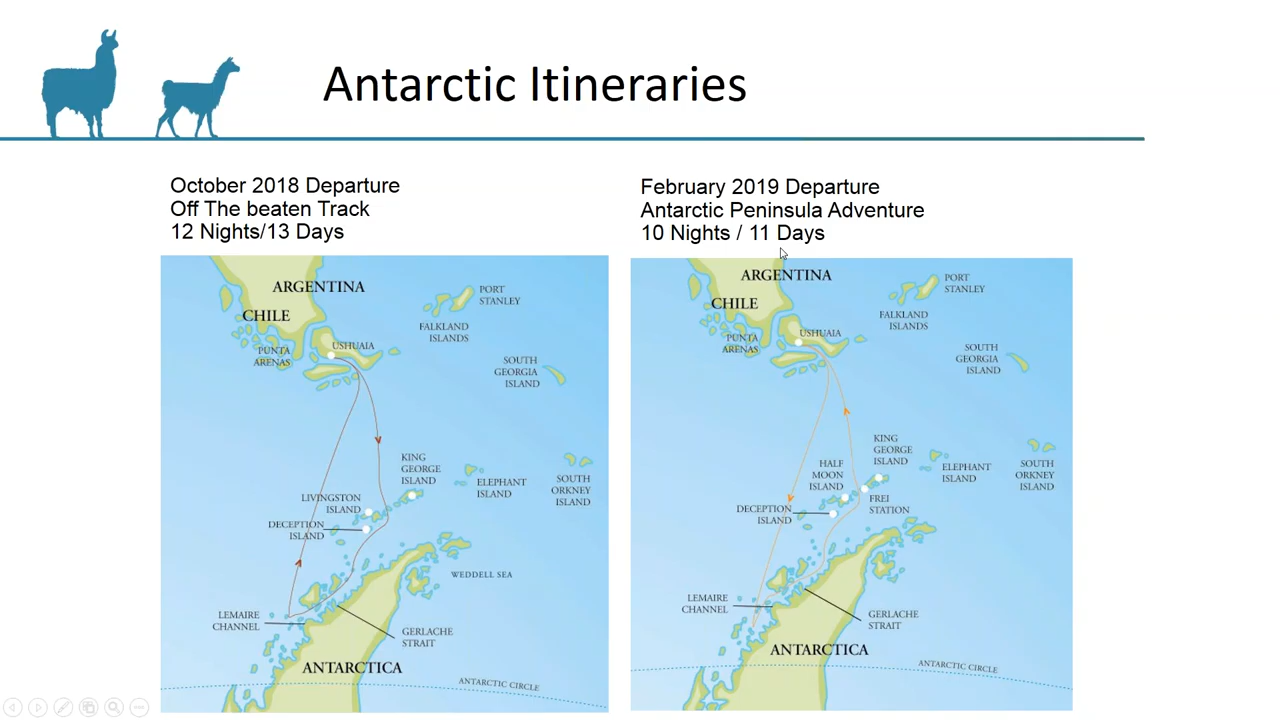 Antarctic Itineraries
October 2018 Departure
Off The beaten Track
12 Nights/13 Days
February 2019 Departure
Antarctic Peninsula Adventure
10 Nights / 11 Days
ARGENTINA
CHILE
PORT
STANLEY
FALKLAND
ISLANDS
PUNTA
ARENAS
USHUAIA
SOUTH
GEORGIA
ISLAND
KING
GEORGE
ISLAND
ELEPHANT
ISLAND
SOUTH
ORKNEY
ISLAND
LIVINGSTON
ISLAND
DECEPTION
ISLAND
WEDDELL SEA
LEMAIRE
CHANNEL
GERLACHE
STRAIT
ANTARCTICA
ANTARCTIC CIRCLE
ARGENTINA
CHILE
PORT
STANLEY
FALKLAND
ISLANDS
PUNTA
ARENAS
USHUAIA
SOUTH
GEORGIA
ISLAND
KING
GEORGE
ISLAND
HALF
MOON
ISLAND
ELEPHANT
ISLAND
SOUTH
ORKNEY
ISLAND
FREI
STATION
DECEPTION
ISLAND
LEMAIRE
CHANNEL
GERLACHE
STRAIT
ANTARCTICA
ANTARCTIC CIRCLE